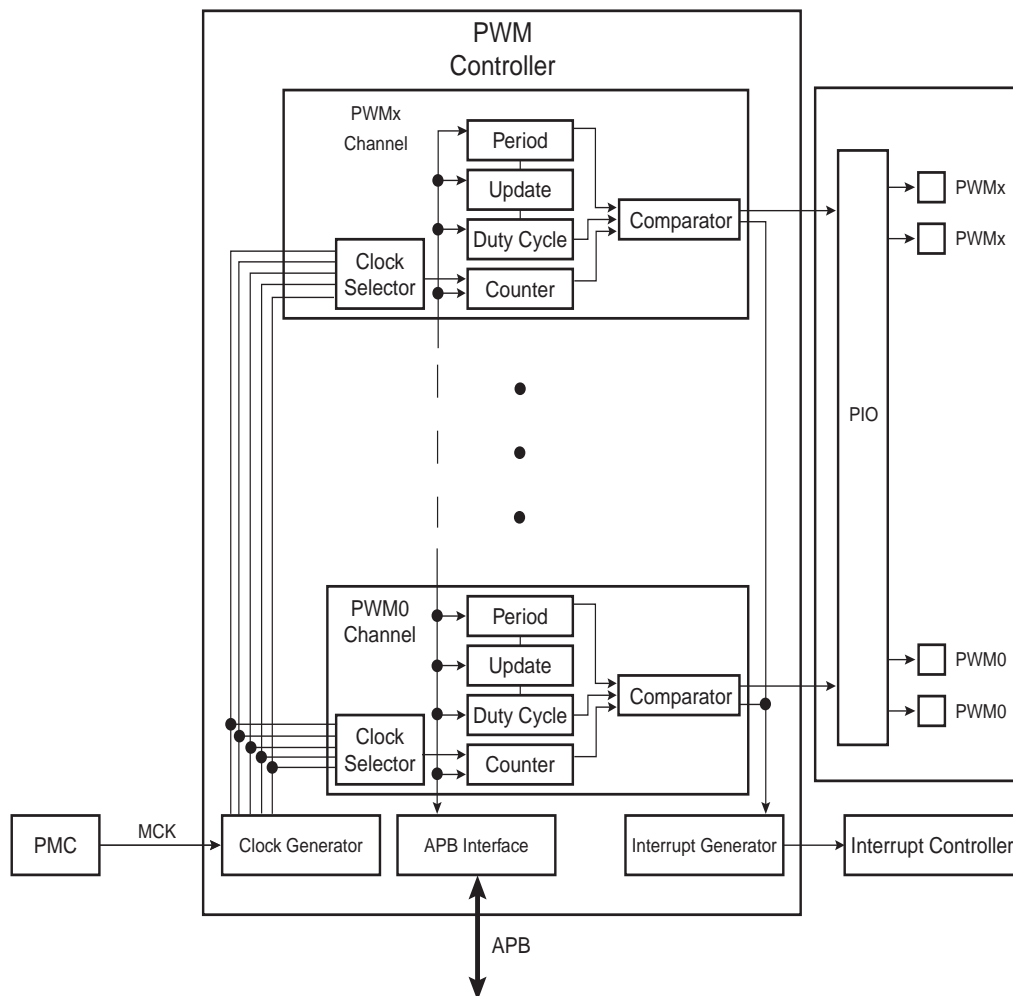 PWM
Controller
PWMx
Channel
Period
Update
Duty Cycle
Comparator
Clock
Selector
Counter
PWMx
PWMx
PIO
PWM0
Channel
Period
Update
Duty Cycle
Comparator
Clock
Selector
Counter
PWM0
PWM0
PMC
MCK
Clock Generator
APB Interface
Interrupt Generator
Interrupt Controller
APB